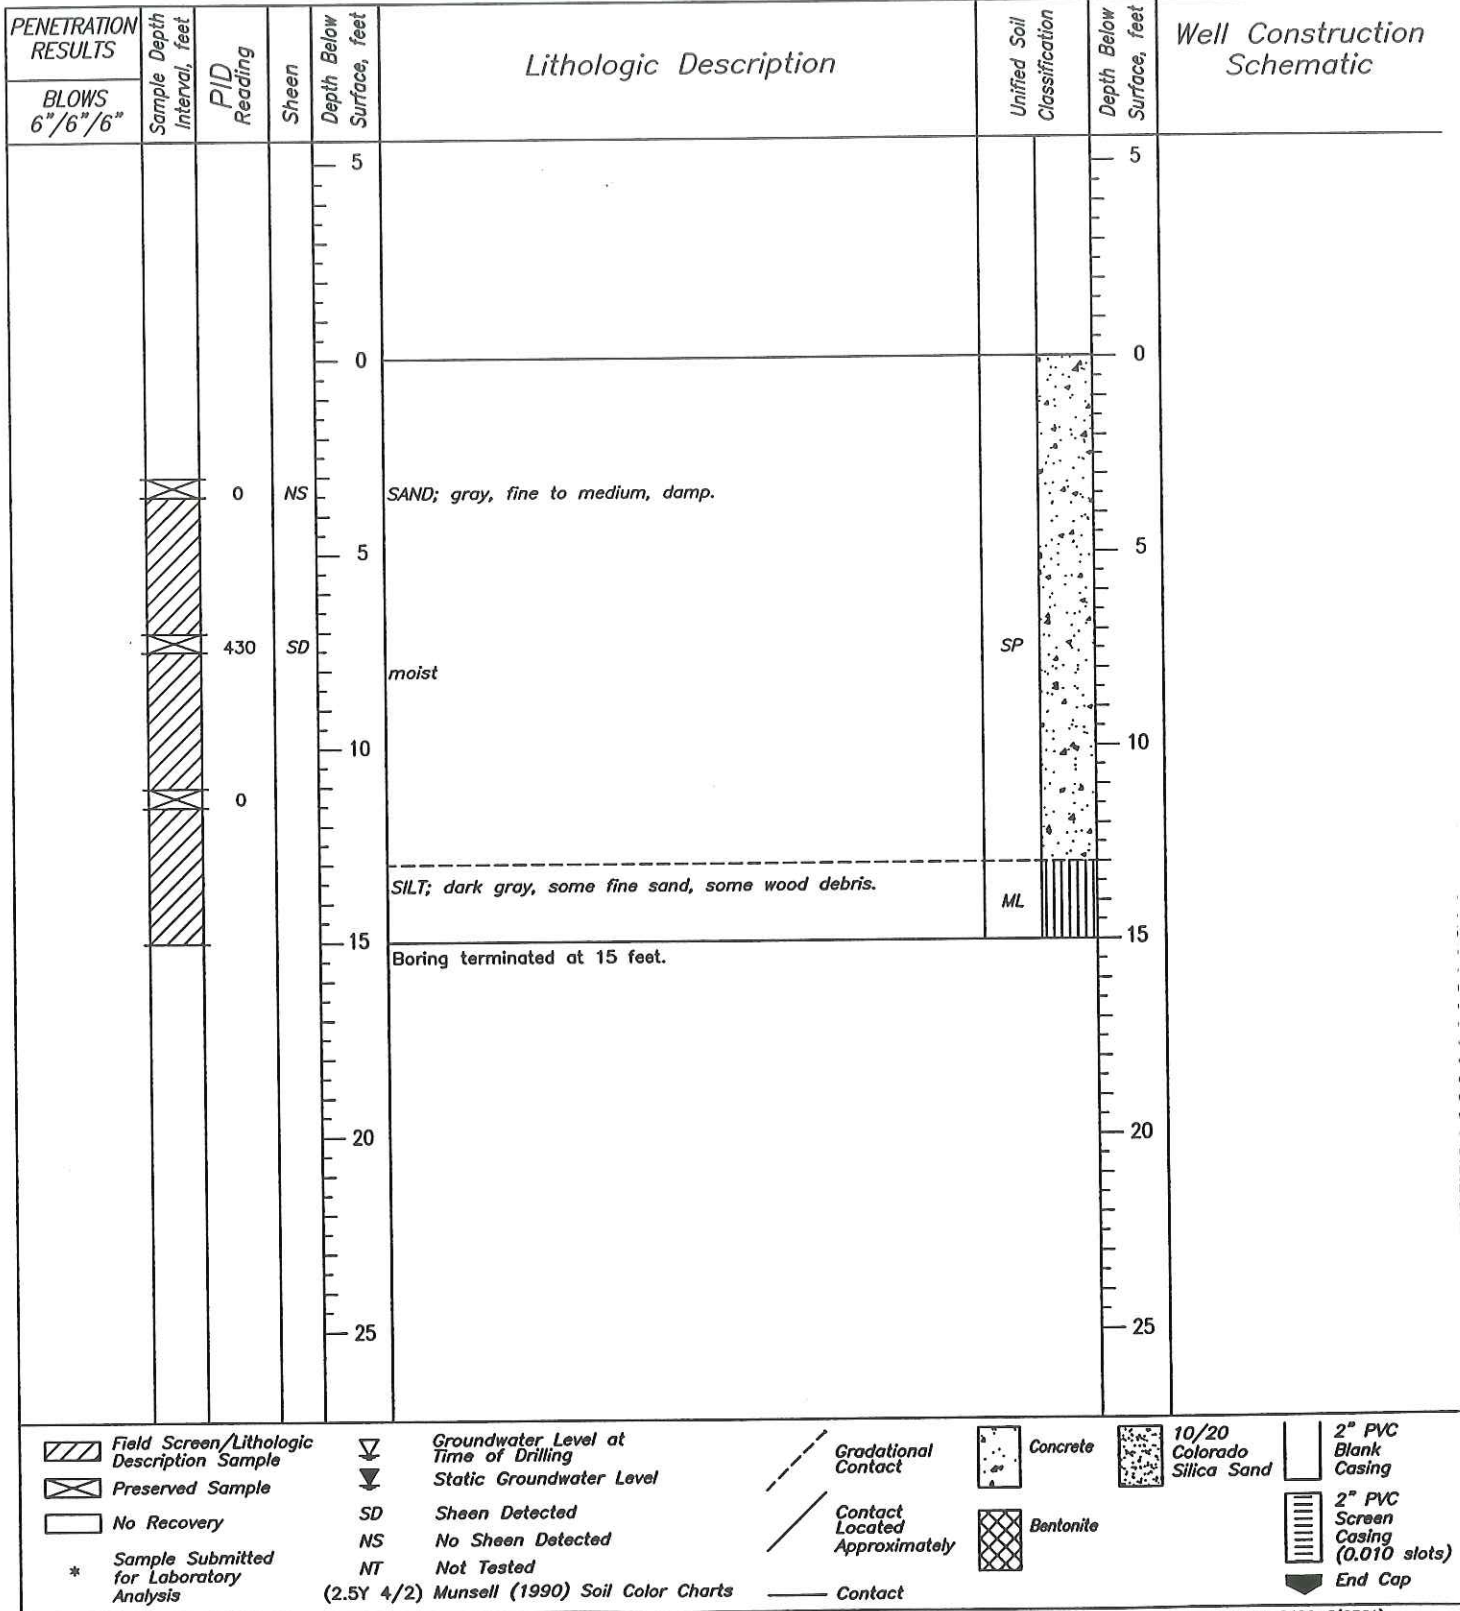 PENETRATION
RESULTS
BLOWS
6"/6"/6"
Sample Depth
Interval, feet
PID
Reading
Sheen
Depth Below
Surface, feet
Lithologic Description
Unified Soil
Classification
Depth Below
Surface, feet
Well Construction
Schematic
5 5
0 0
0 NS SAND; gray, fine to medium, damp.
5 5
430 SD SP
moist
10 10
0
SILT; dark gray, some fine sand, some wood debris.
ML
15 15
Boring terminated at 15 feet.
20 20
25 25
Field Screen/Lithologic
Description Sample
Preserved Sample
No Recovery
* Sample Submitted
for Laboratory
Analysis
Groundwater Level at
Time of Drilling
Static Groundwater Level
SD Sheen Detected
NS No Sheen Detected
NT Not Tested
(2.5Y 4/2) Munsell (1990) Soil Color Charts
Gradational
Contact
Contact
Located
Approximately
Contact
Concrete
Bentonite
10/20
Colorado
Silica Sand
2" PVC
Blank
Casing
2" PVC
Screen
Casing
(0.010 slots)
End Cap